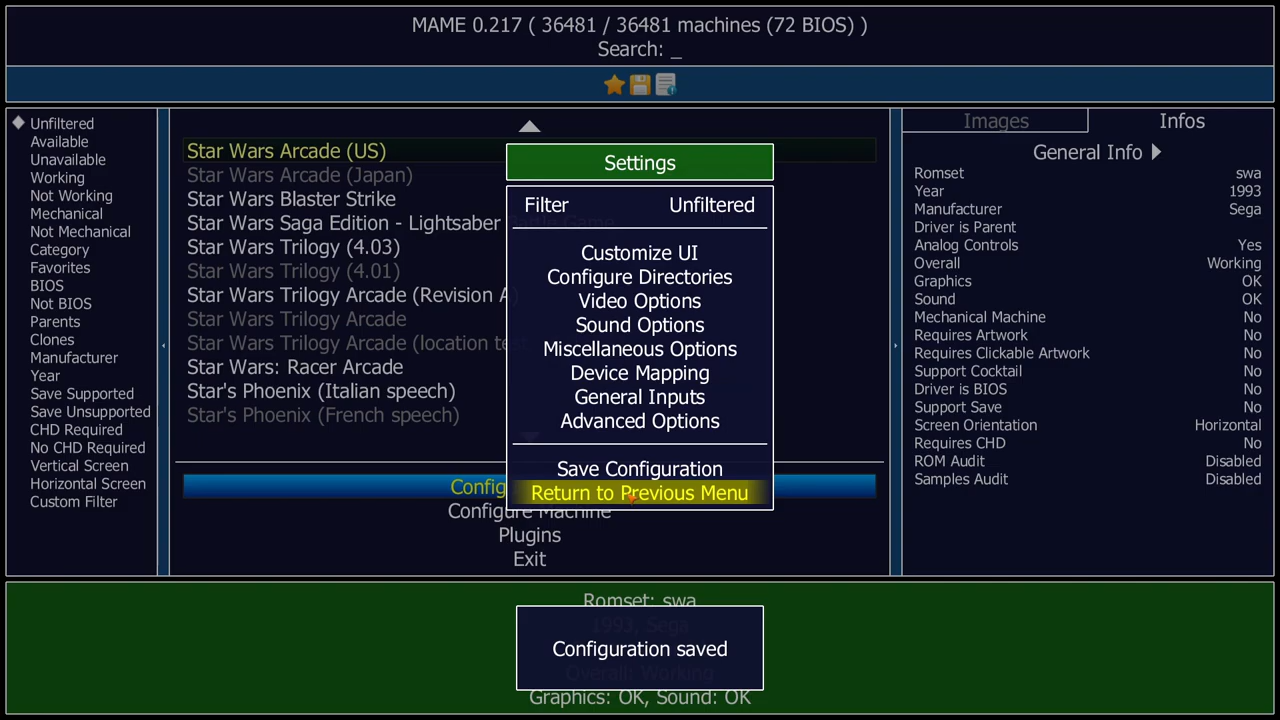 MAME 0.217 ( 36481 / 36481 machines (72 BIOS) )
Search: _
Unfiltered
Available
Unavailable
Working
Not Working
Mechanical
Not Mechanical
Category
Favorites
BIOS
Not BIOS
Parents
Clones
Manufacturer
Year
Save Supported
Save Unsupported
CHD Required
No CHD Required
Vertical Screen
Horizontal Screen
Custom Filter
Star Wars Arcade (US)
Star Wars Arcade (Japan)
Star Wars Blaster Strike
Star Wars Saga Edition - Lightsaber Battle Game
Star Wars Trilogy (4.03)
Star Wars Trilogy (4.01)
Star Wars Trilogy Arcade (Revision A)
Star Wars Trilogy Arcade
Star Wars Trilogy Arcade (location te
Star Wars: Racer Arcade
Star's Phoenix (Italian speech)
Star's Phoenix (French speech)
Config
Configure Machine
Plugins
Exit
Settings
Filter Unfiltered
Customize UI
Configure Directories
Video Options
Sound Options
Miscellaneous Options
Device Mapping
General Inputs
Advanced Options
Save Configuration
Return to Previous Menu
Images Infos
General Info
Romset swa
Year 1993
Manufacturer Sega
Driver is Parent
Analog Controls Yes
Overall Working
Graphics OK
Sound OK
Mechanical Machine No
Requires Artwork No
Requires Clickable Artwork No
Support Cocktail No
Driver is BIOS No
Support Save No
Screen Orientation Horizontal
Requires CHD No
ROM Audit Disabled
Samples Audit Disabled
Romset: swa
1993, Sega
Configuration saved
Overall: Working
Graphics: OK, Sound: OK